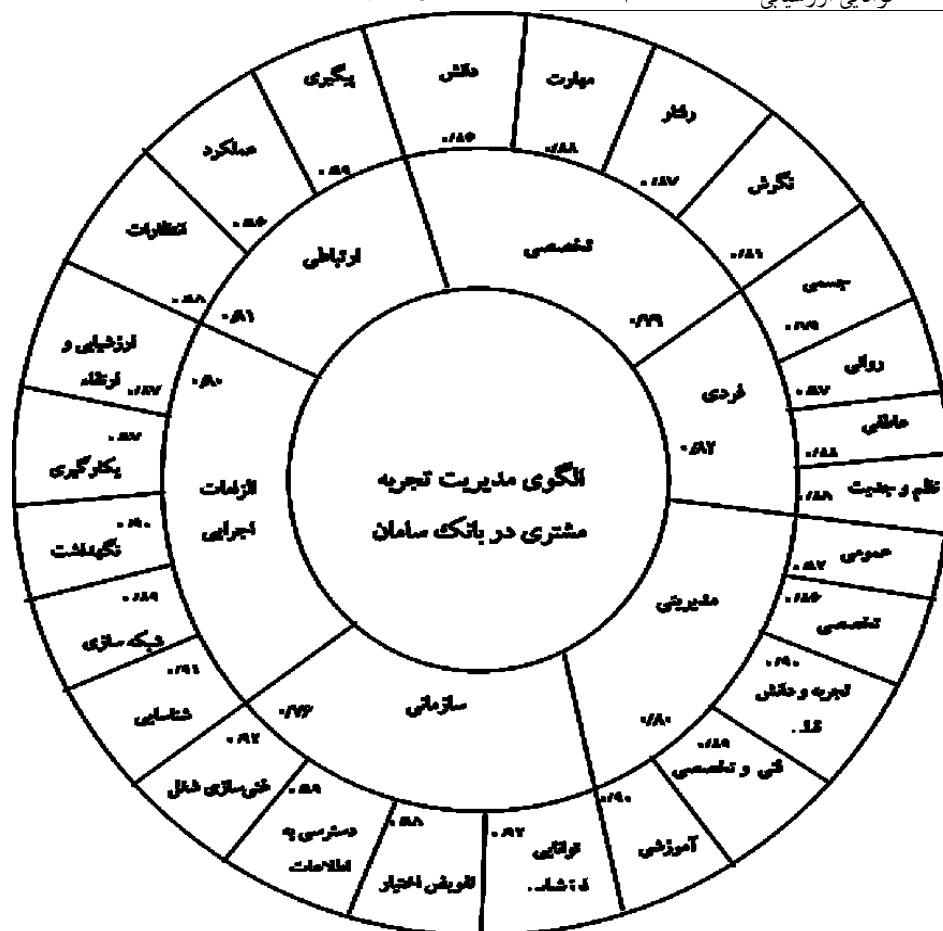 توانایی ارزشیابی
الگوی مدیریت تجربه
مشتری در بانک سامان
تخصصی
۰/۷۹
فردی
۰/۸۲
مدیریتی
۰/۸۰
سازمانی
۰/۷۶
الزامات
اجرایی
۰/۸۰
ارتباطی
۰/۸۱
دانش
۰/۸۶
مهارت
۰/۸۸
رفتار
۰/۸۷
نگرش
جسمی
۰/۷۹
روانی
۰/۸۷
عاطفی
۰/۸۸
نظم و جدیت
۰/۸۸
عمومی
۰/۸۷
تخصصی
۰/۸۶
تجربه و دانش
۰/۹۰
فنی و تخصصی
۰/۸۹
آموزشی
۰/۹۰
توانایی
۰/۹۲
تفویض اختیار
۰/۸۸
دسترسی به
اطلاعات
۰/۸۹
غنی‌سازی شغل
۰/۹۲
شناسایی
۰/۹۱
شبکه سازی
۰/۸۹
نگهداشت
۰/۹۰
بکارگیری
۰/۸۷
ارزشیابی و
ارتقاء
۰/۸۷
انتظارات
۰/۸۸
عملکرد
۰/۸۶
پیگیری
۰/۸۹